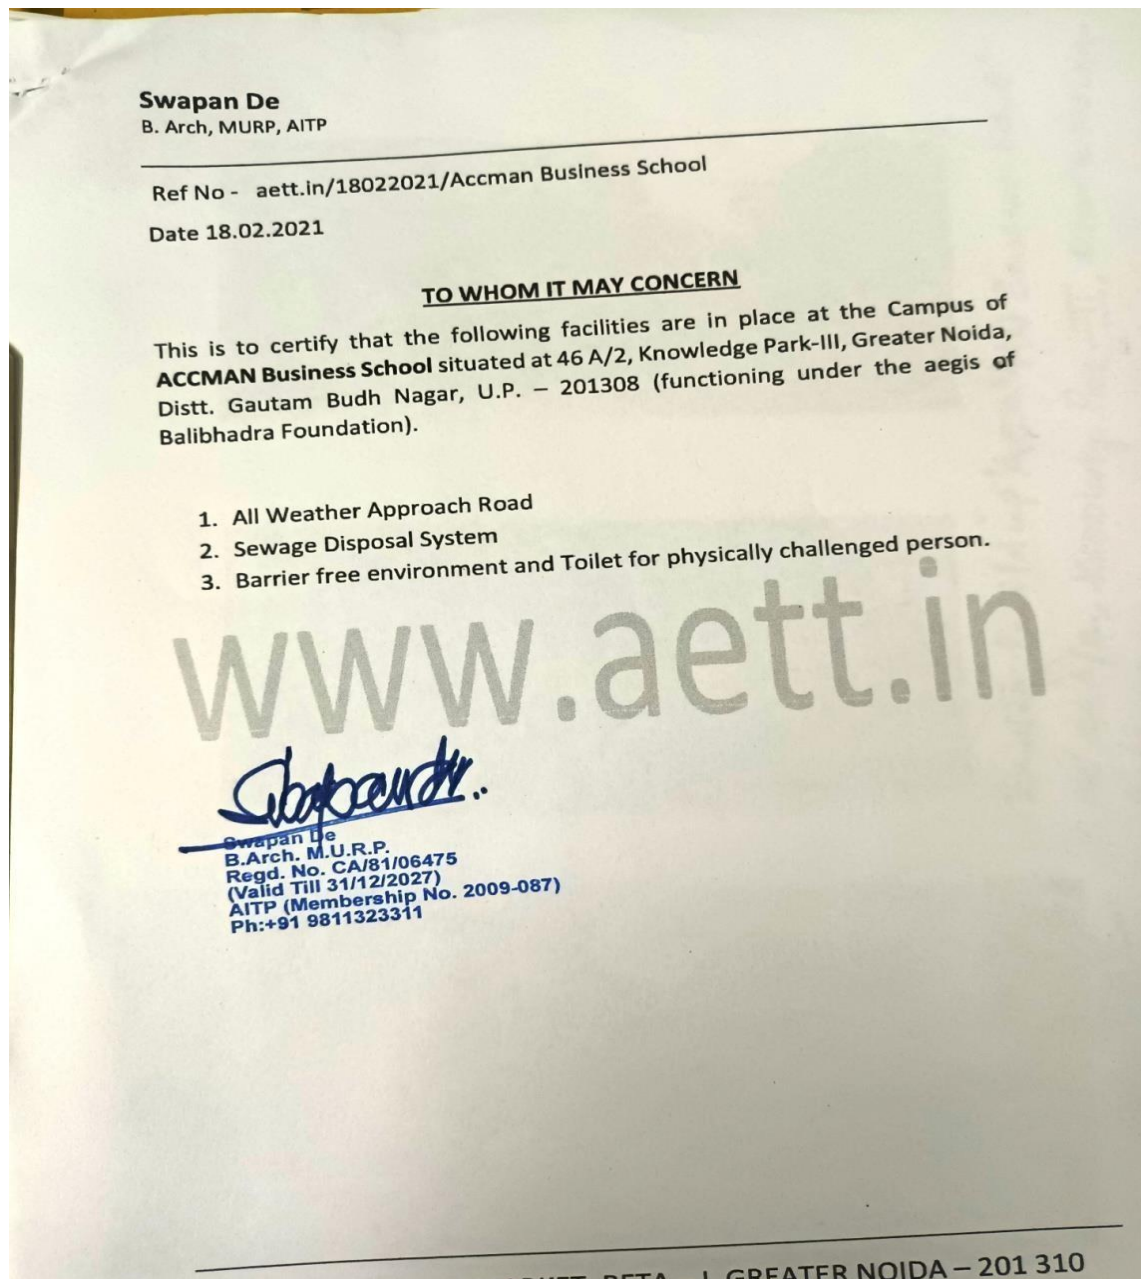 Swapan De
B. Arch, MURP, AITP
Ref No - aett.in/18022021/Accman Business School
Date 18.02.2021
TO WHOM IT MAY CONCERN
This is to certify that the following facilities are in place at the Campus of
ACCMAN Business School situated at 46 A/2, Knowledge Park-III, Greater Noida,
Distt. Gautam Budh Nagar, U.P. – 201308 (functioning under the aegis of
Balibhadra Foundation).
1. All Weather Approach Road
2. Sewage Disposal System
3. Barrier free environment and Toilet for physically challenged person.
www.aett.in
Swapan De
B.Arch. M.U.R.P.
Regd. No. CA/81/06475
(Valid Till 31/12/2027)
AITP (Membership No. 2009-087)
Ph:+91 9811323311
GREATER NOIDA – 201 310